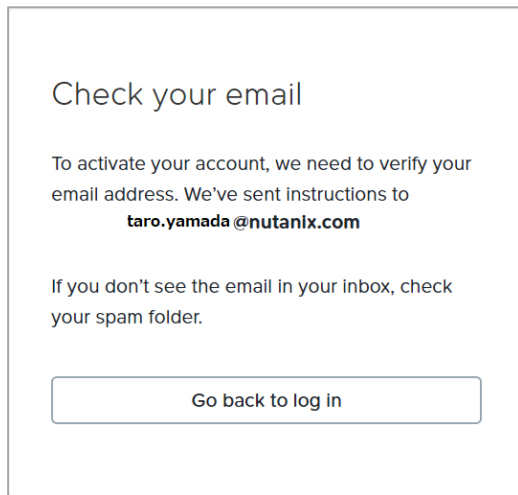 Check your email
To activate your account, we need to verify your
email address. We've sent instructions to
taro.yamada@nutanix.com
If you don't see the email in your inbox, check
your spam folder.
Go back to log in